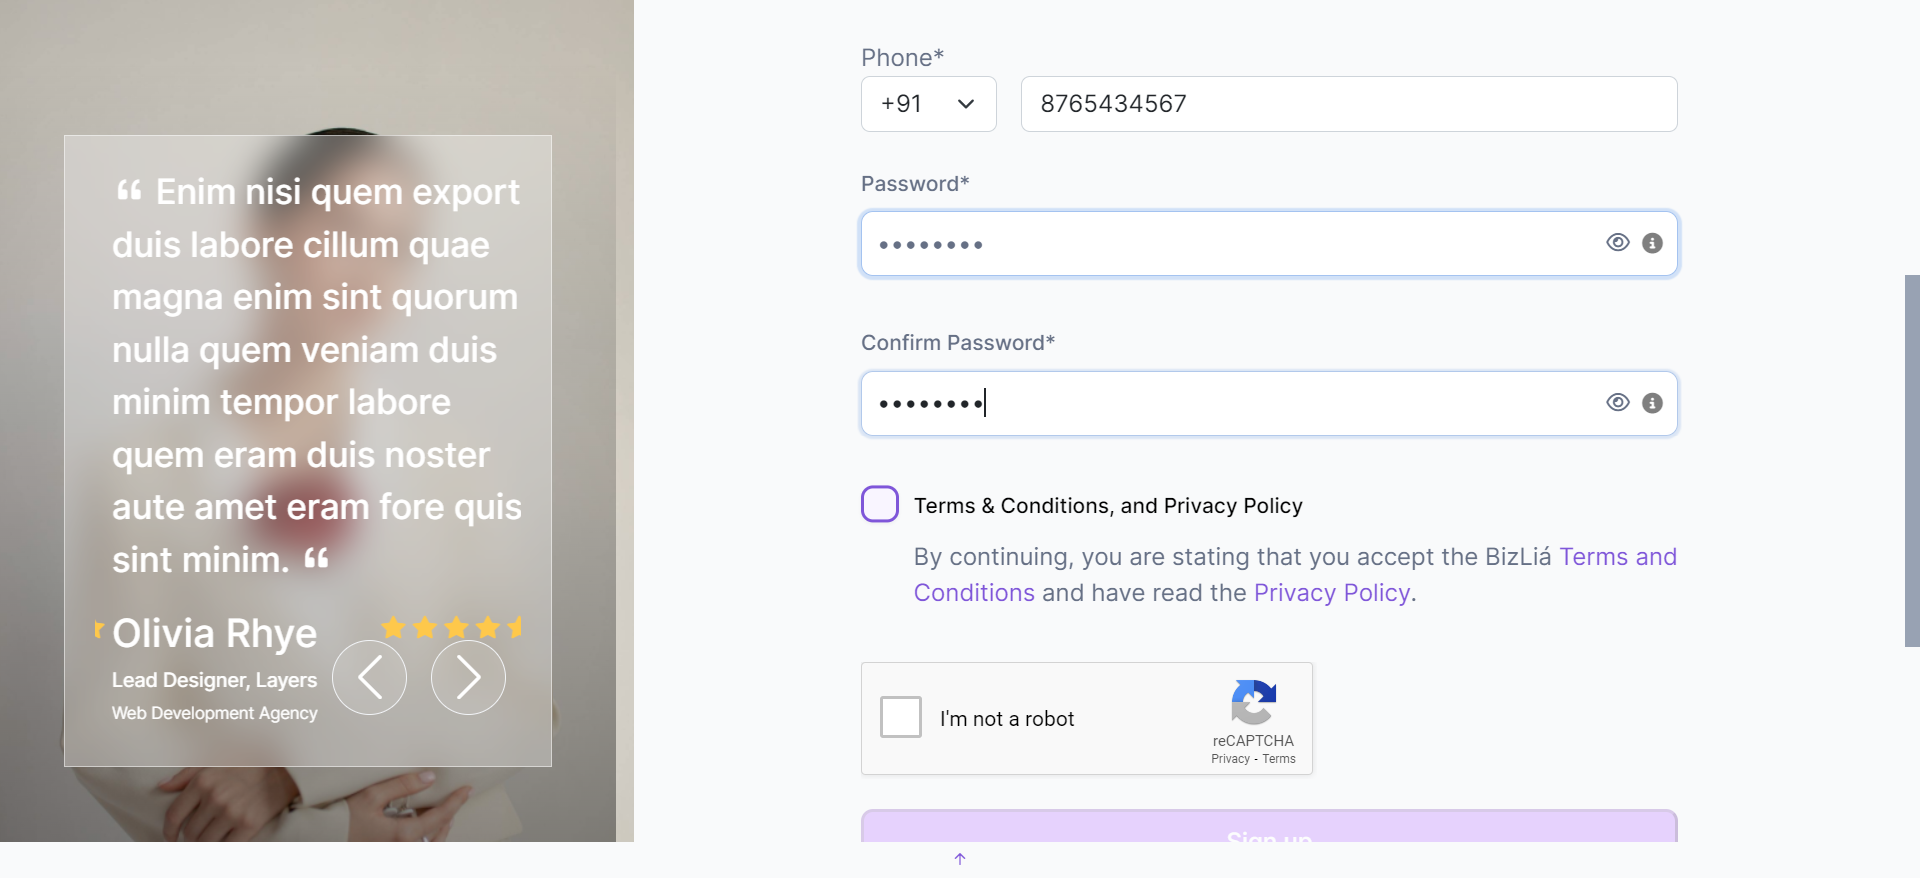 “ Enim nisi quem export
duis labore cillum quae
magna enim sint quorum
nulla quem veniam duis
minim tempor labore
quem eram duis noster
aute amet eram fore quis
sint minim. “
Olivia Rhye
Lead Designer, Layers
Web Development Agency
Phone*
+91 8765434567
Password*
Confirm Password*
Terms & Conditions, and Privacy Policy
By continuing, you are stating that you accept the BizLiá Terms and
Conditions and have read the Privacy Policy.
I'm not a robot
reCAPTCHA
Privacy - Terms
Sign up